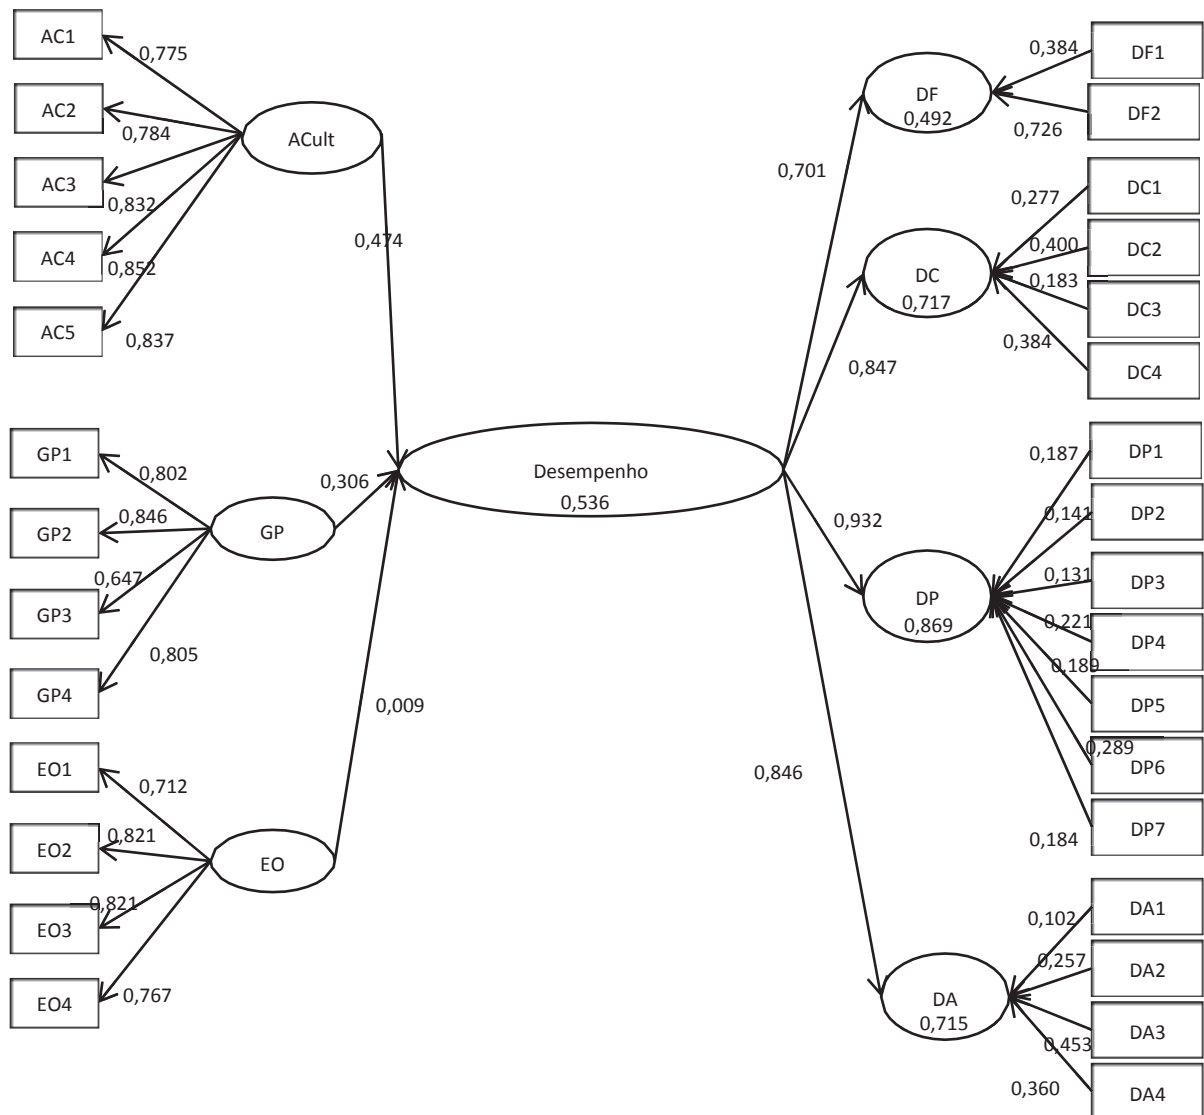 AC1
0,775
AC2
0,784
AC3
0,832
AC4
0,852
AC5
0,837
ACult
0,474
GP1
0,802
GP2
0,846
GP3
0,647
GP4
0,805
GP
0,306
EO1
0,712
EO2
0,821
EO3
0,821
EO4
0,767
EO
0,009
Desempenho
0,536
0,701
0,847
0,932
0,846
DF
0,492
0,384
DF1
0,726
DF2
DC
0,717
0,277
DC1
0,400
DC2
0,183
DC3
0,384
DC4
DP
0,869
0,187
DP1
0,141
DP2
0,131
DP3
0,221
DP4
0,189
DP5
0,289
DP6
0,184
DP7
DA
0,715
0,102
DA1
0,257
DA2
0,453
DA3
0,360
DA4